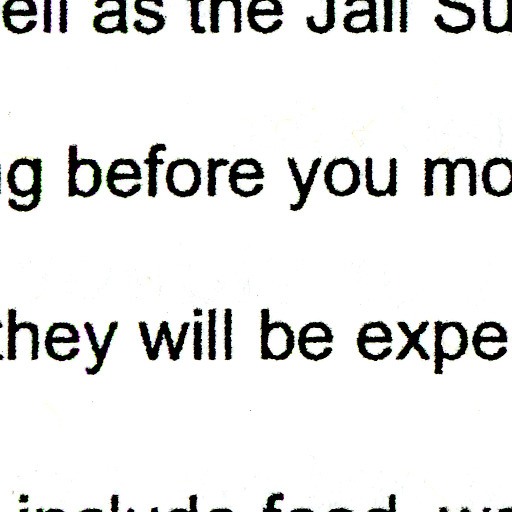 ell as the Jail Su
g before you mo
they will be expe
include food, wa